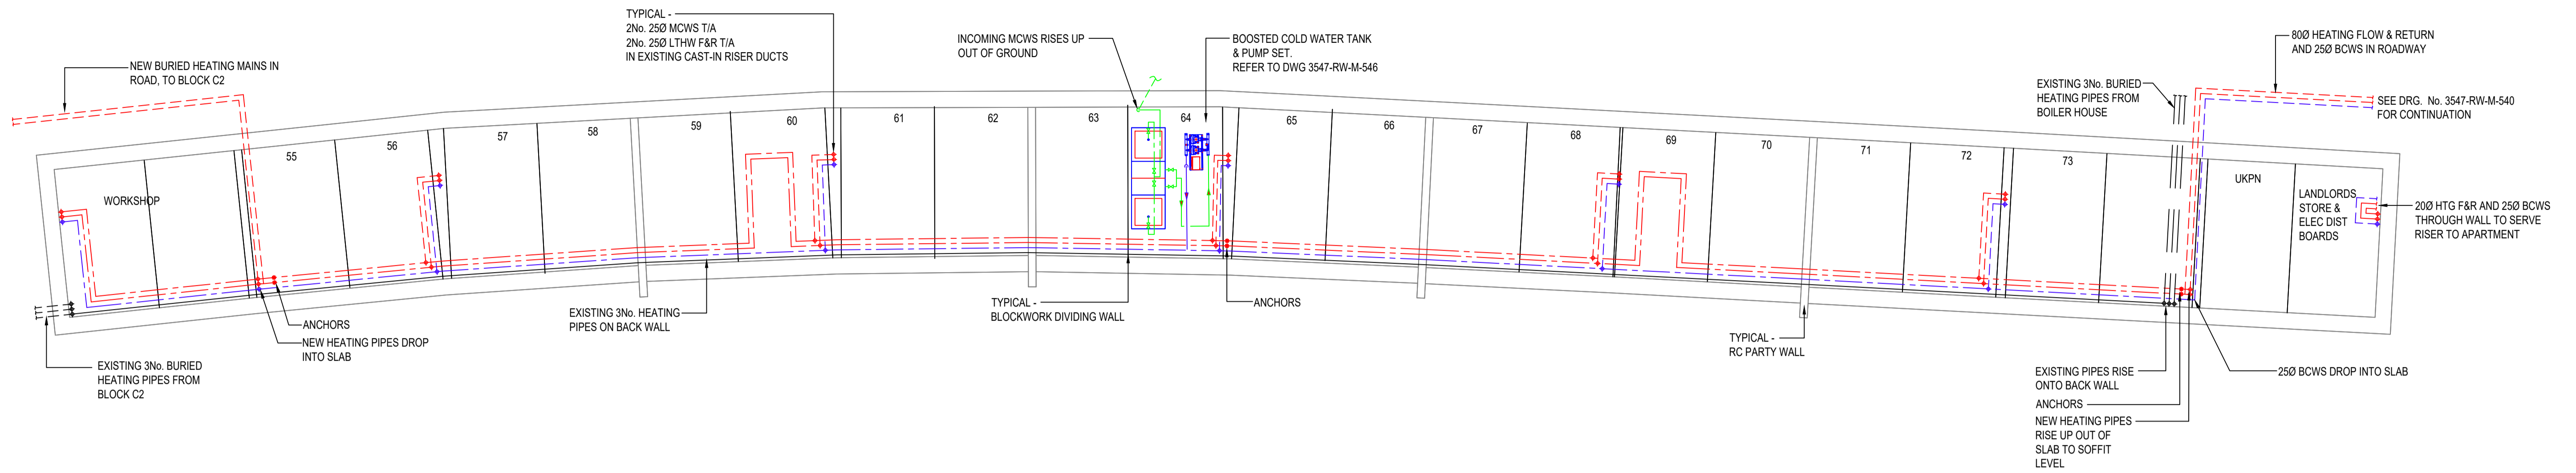 TYPICAL -
2No. 25Ø MCWS T/A
2No. 25Ø LTHW F&R T/A
IN EXISTING CAST-IN RISER DUCTS
INCOMING MCWS RISES UP
OUT OF GROUND
BOOSTED COLD WATER TANK
& PUMP SET.
REFER TO DWG 3547-RW-M-546
80Ø HEATING FLOW & RETURN
AND 25Ø BCWS IN ROADWAY
NEW BURIED HEATING MAINS IN
ROAD, TO BLOCK C2
EXISTING 3No. BURIED
HEATING PIPES FROM
BOILER HOUSE
SEE DRG. No. 3547-RW-M-540
FOR CONTINUATION
WORKSHOP
55
56
57
58
59
60
61
62
63
64
65
66
67
68
69
70
71
72
73
UKPN
LANDLORDS
STORE &
ELEC DIST
BOARDS
20Ø HTG F&R AND 25Ø BCWS
THROUGH WALL TO SERVE
RISER TO APARTMENT
EXISTING 3No. HEATING
PIPES ON BACK WALL
TYPICAL -
BLOCKWORK DIVIDING WALL
ANCHORS
ANCHORS
NEW HEATING PIPES DROP
INTO SLAB
EXISTING 3No. BURIED
HEATING PIPES FROM
BLOCK C2
TYPICAL -
RC PARTY WALL
EXISTING PIPES RISE
ONTO BACK WALL
ANCHORS
NEW HEATING PIPES
RISE UP OUT OF
SLAB TO SOFFIT
LEVEL
25Ø BCWS DROP INTO SLAB